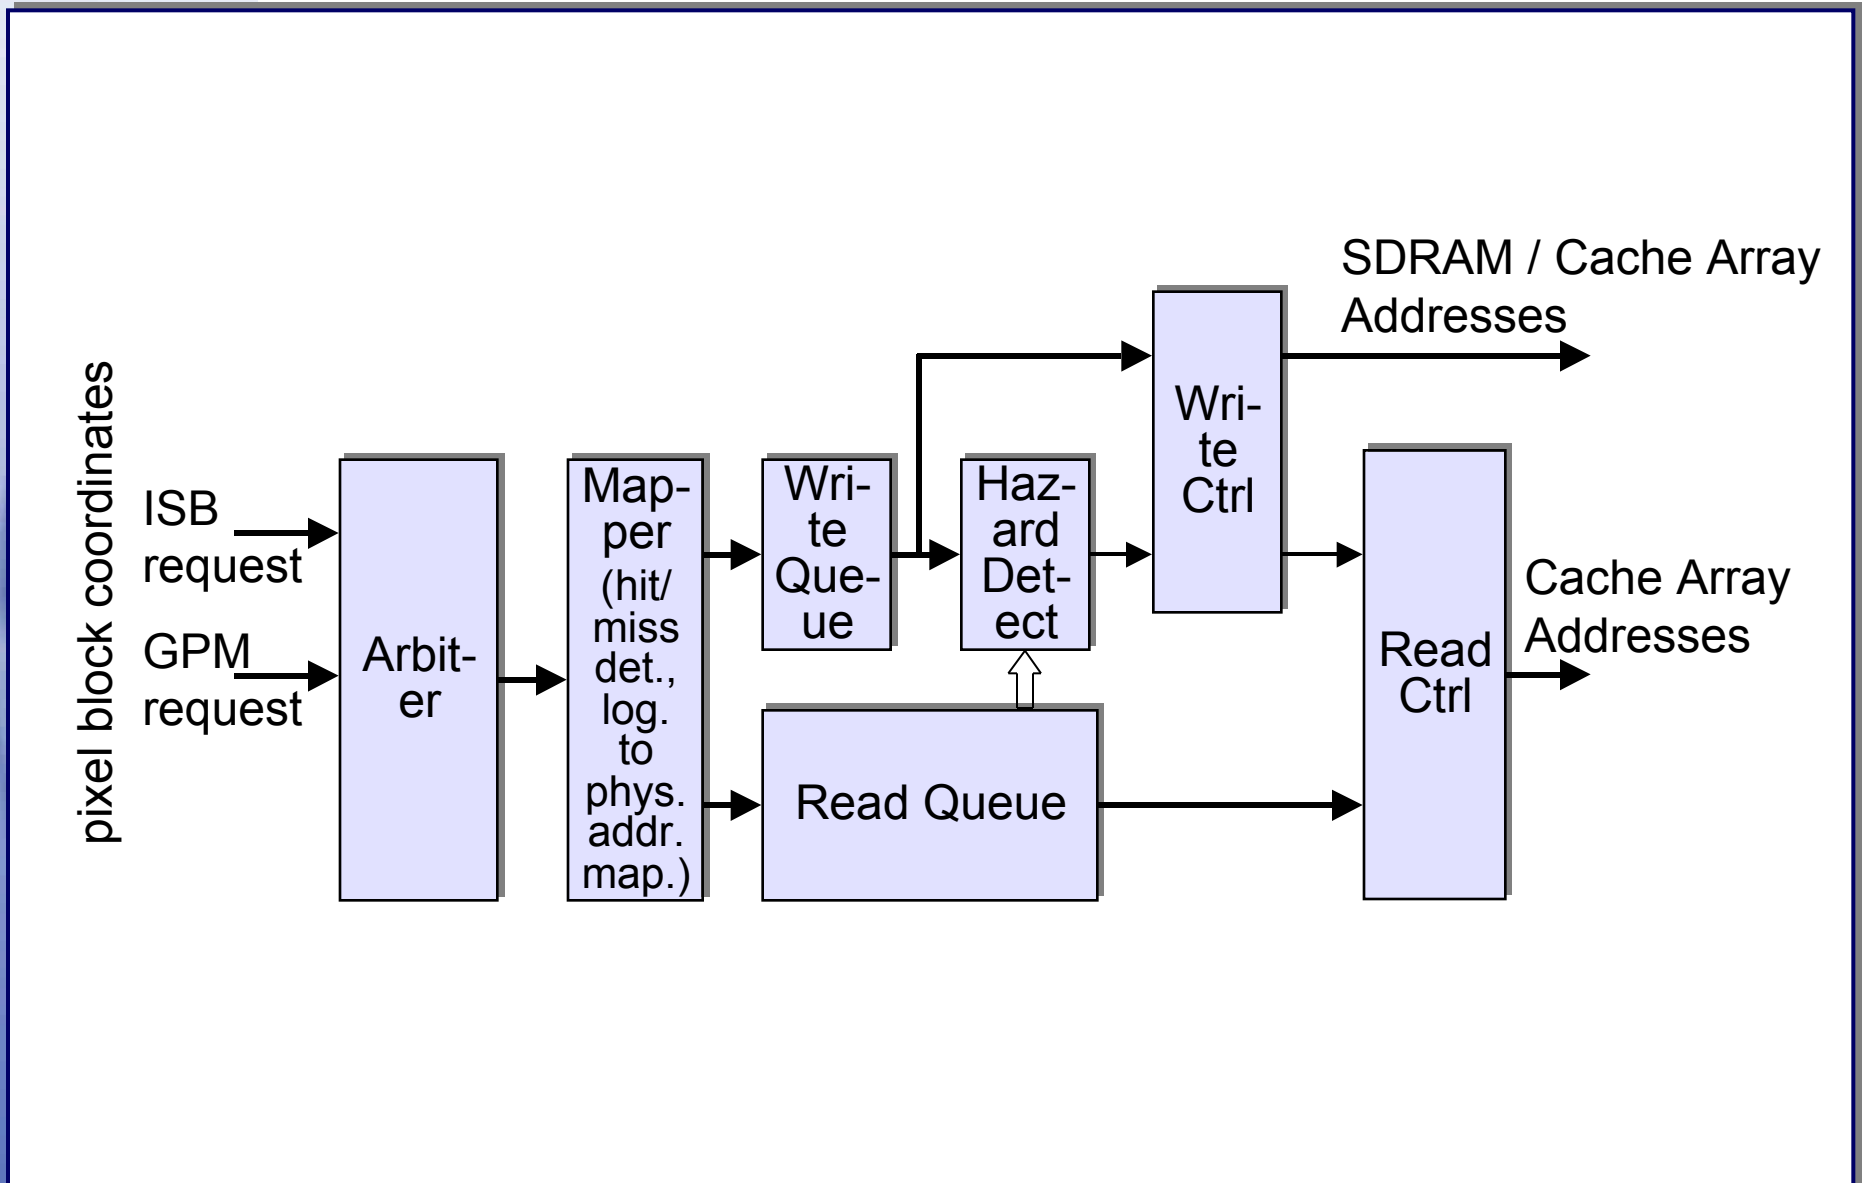 pixel block coordinates
ISB
request
GPM
request
Arbit-
er
Map-
per
(hit/
miss
det.,
log.
to
phys.
addr.
map.)
Wri-
te
Que-
ue
Haz-
ard
Det-
ect
Read Queue
Wri-
te
Ctrl
SDRAM / Cache Array
Addresses
Read
Ctrl
Cache Array
Addresses